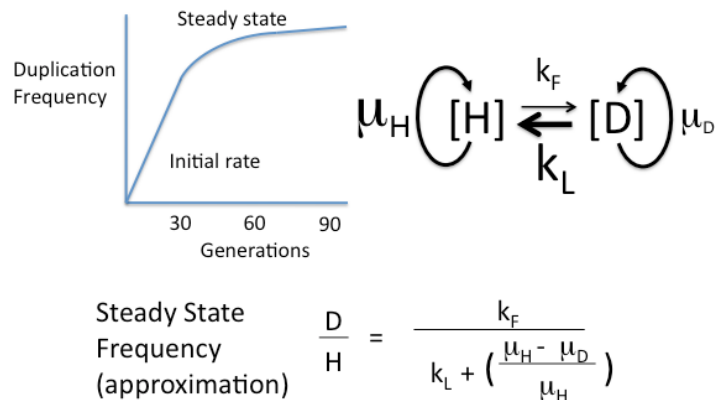 Steady state
Duplication
Frequency
Initial rate
30 60 90
Generations
μH [H] kF [D] μD
kL
Steady State
Frequency
(approximation)
D
H
=
kF
kL + (μH - μD
μH)